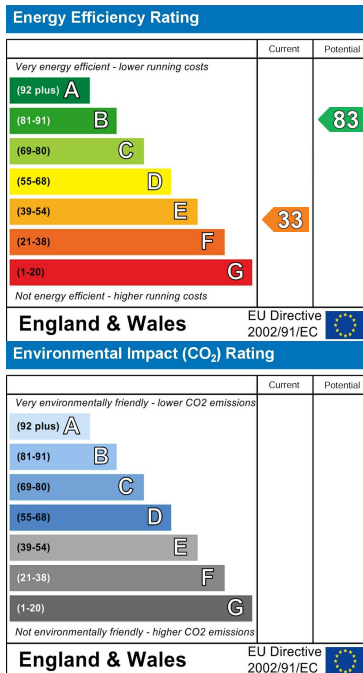 Energy Efficiency Rating
Current Potential
Very energy efficient - lower running costs
(92 plus) A
(81-91) B
83
(69-80) C
(55-68) D
(39-54) E
33
(21-38) F
(1-20) G
Not energy efficient - higher running costs
England & Wales
EU Directive
2002/91/EC
Environmental Impact (CO₂) Rating
Current Potential
Very environmentally friendly - lower CO2 emissions
(92 plus) A
(81-91) B
(69-80) C
(55-68) D
(39-54) E
(21-38) F
(1-20) G
Not environmentally friendly - higher CO2 emissions
England & Wales
EU Directive
2002/91/EC